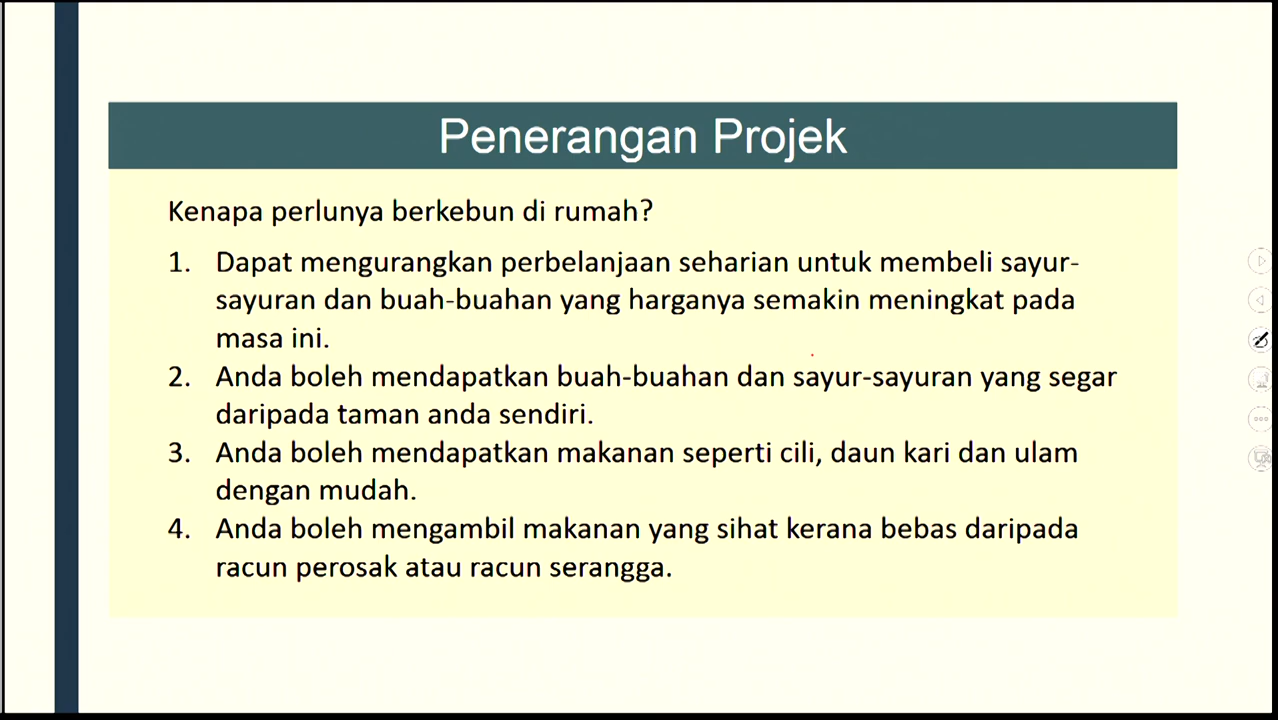 Penerangan Projek
Kenapa perlunya berkebun di rumah?
1. Dapat mengurangkan perbelanjaan seharian untuk membeli sayur-
sayuran dan buah-buahan yang harganya semakin meningkat pada
masa ini.
2. Anda boleh mendapatkan buah-buahan dan sayur-sayuran yang segar
daripada taman anda sendiri.
3. Anda boleh mendapatkan makanan seperti cili, daun kari dan ulam
dengan mudah.
4. Anda boleh mengambil makanan yang sihat kerana bebas daripada
racun perosak atau racun serangga.